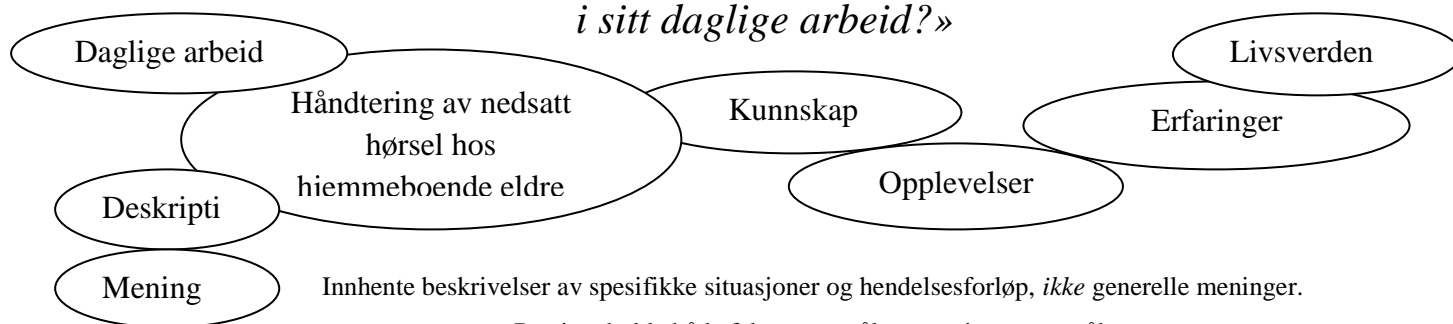 i sitt daglige arbeid?»
Daglige arbeid
Livsverden
Håndtering av nedsatt
hørsel hos
hjemmeboende eldre
Kunnskap
Erfaringer
Opplevelser
Deskripti
Mening
Innhente beskrivelser av spesifikke situasjoner og hendelsesforløp, ikke generelle meninger.